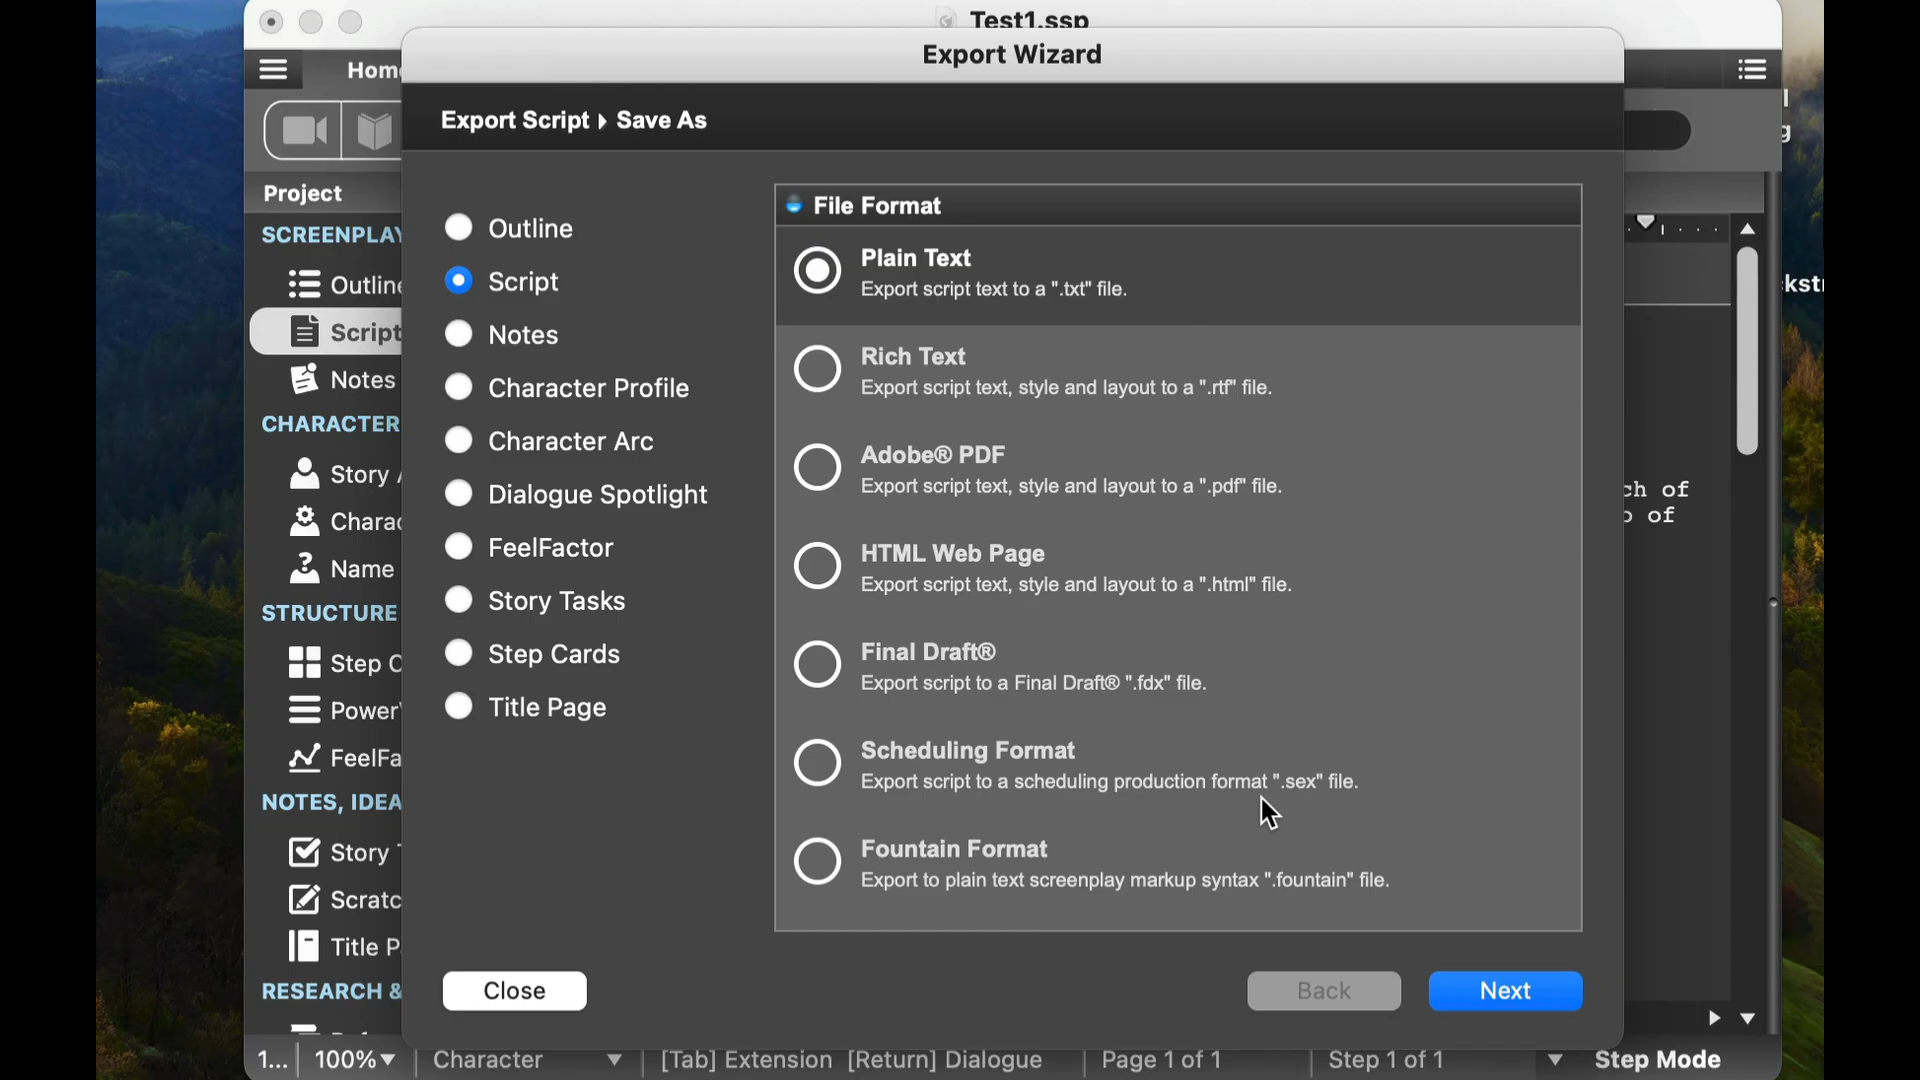 Test1.ssp
Export Wizard
Export Script ▸ Save As
Project
SCREENPLAY
Outline
Script
Notes
CHARACTER
Story
Name
STRUCTURE
Step
NOTES, IDEA
Story
Title
RESEARCH &
Outline
Script
Notes
Character Profile
Character Arc
Dialogue Spotlight
FeelFactor
Story Tasks
Step Cards
Title Page
File Format
Plain Text
Export script text to a ".txt" file.
Rich Text
Export script text, style and layout to a ".rtf" file.
Adobe® PDF
Export script text, style and layout to a ".pdf" file.
HTML Web Page
Export script text, style and layout to a ".html" file.
Final Draft®
Export script to a Final Draft® ".fdx" file.
Scheduling Format
Export script to a scheduling production format ".sex" file.
Fountain Format
Export to plain text screenplay markup syntax ".fountain" file.
ch of
of
Close
Back
Next
1... 100% Character [Tab] Extension [Return] Dialogue Page 1 of 1 Step 1 of 1 Step Mode